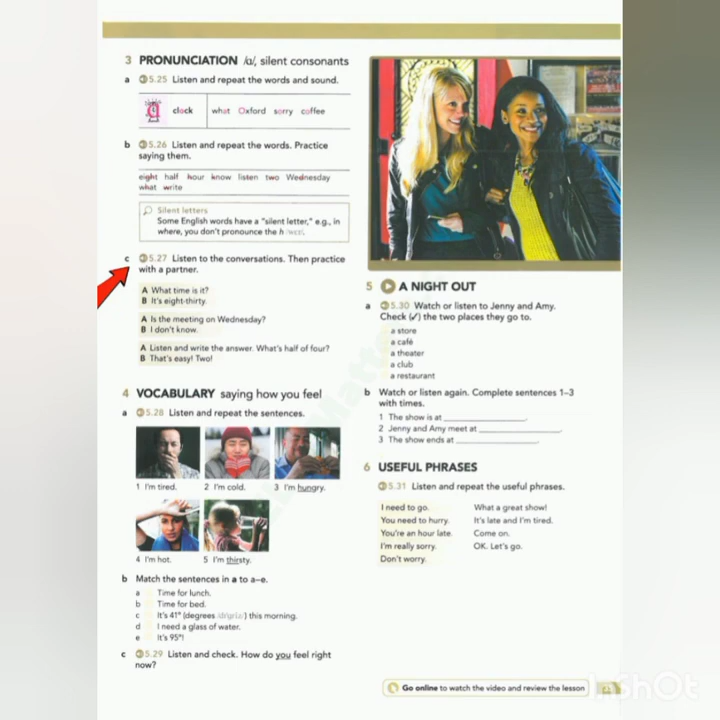 3 PRONUNCIATION /ɑ/, silent consonants
a 5.25 Listen and repeat the words and sound.
clock what Oxford sorry coffee
b 5.26 Listen and repeat the words. Practice
saying them.
eight half hour know listen two Wednesday
what write
Silent letters
Some English words have a "silent letter," e.g., in
where, you don't pronounce the h /wɛr/.
c 5.27 Listen to the conversations. Then practice
with a partner.
A What time is it?
B It's eight-thirty.
A Is the meeting on Wednesday?
B I don't know.
A Listen and write the answer. What's half of four?
B That's easy! Two!
4 VOCABULARY saying how you feel
a 5.28 Listen and repeat the sentences.
1 I'm tired. 2 I'm cold. 3 I'm hungry.
4 I'm hot. 5 I'm thirsty.
b Match the sentences in a to a–e.
a Time for lunch.
b Time for bed.
c It's 41° (degrees /dɪˈgriz/) this morning.
d I need a glass of water.
e It's 95°!
c 5.29 Listen and check. How do you feel right
now?
5 A NIGHT OUT
a 5.30 Watch or listen to Jenny and Amy.
Check (✓) the two places they go to.
a store
a café
a theater
a club
a restaurant
b Watch or listen again. Complete sentences 1–3
with times.
1 The show is at ____________.
2 Jenny and Amy meet at ____________.
3 The show ends at ____________.
6 USEFUL PHRASES
5.31 Listen and repeat the useful phrases.
I need to go. What a great show!
You need to hurry. It's late and I'm tired.
You're an hour late. Come on.
I'm really sorry. OK. Let's go.
Don't worry.
Go online to watch the video and review the lesson
InShOt